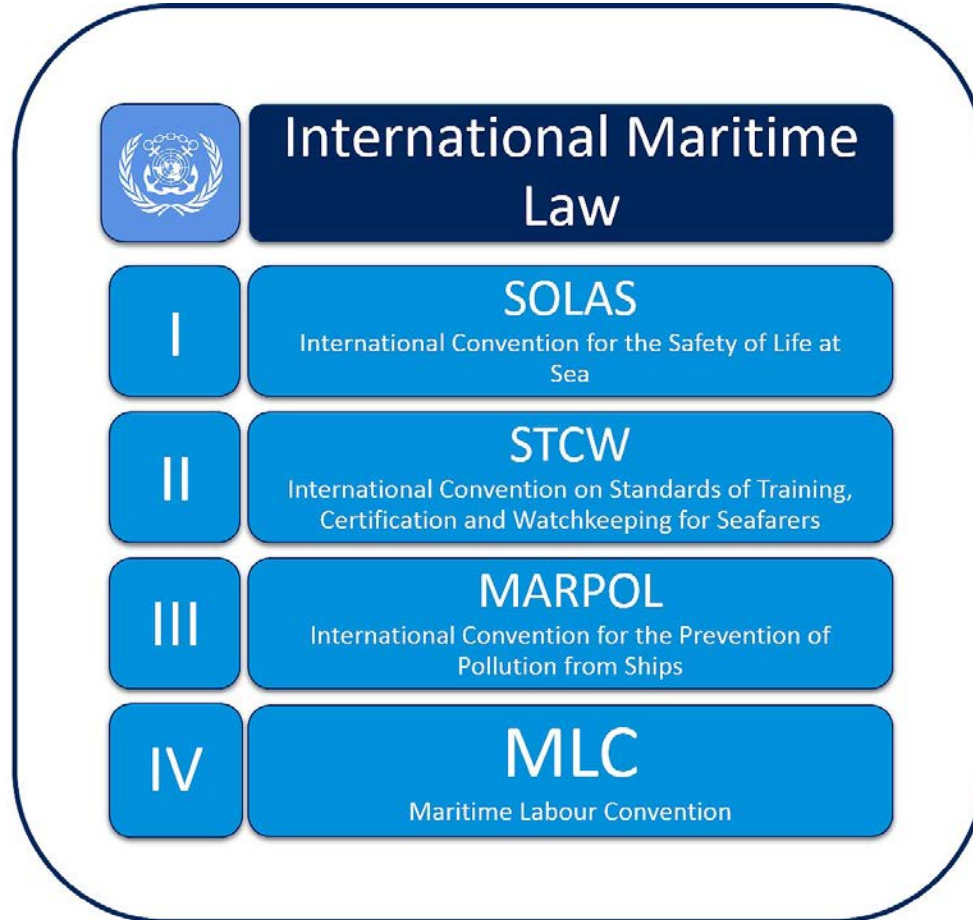 International Maritime
Law
I
SOLAS
International Convention for the Safety of Life at
Sea
II
STCW
International Convention on Standards of Training,
Certification and Watchkeeping for Seafarers
III
MARPOL
International Convention for the Prevention of
Pollution from Ships
IV
MLC
Maritime Labour Convention